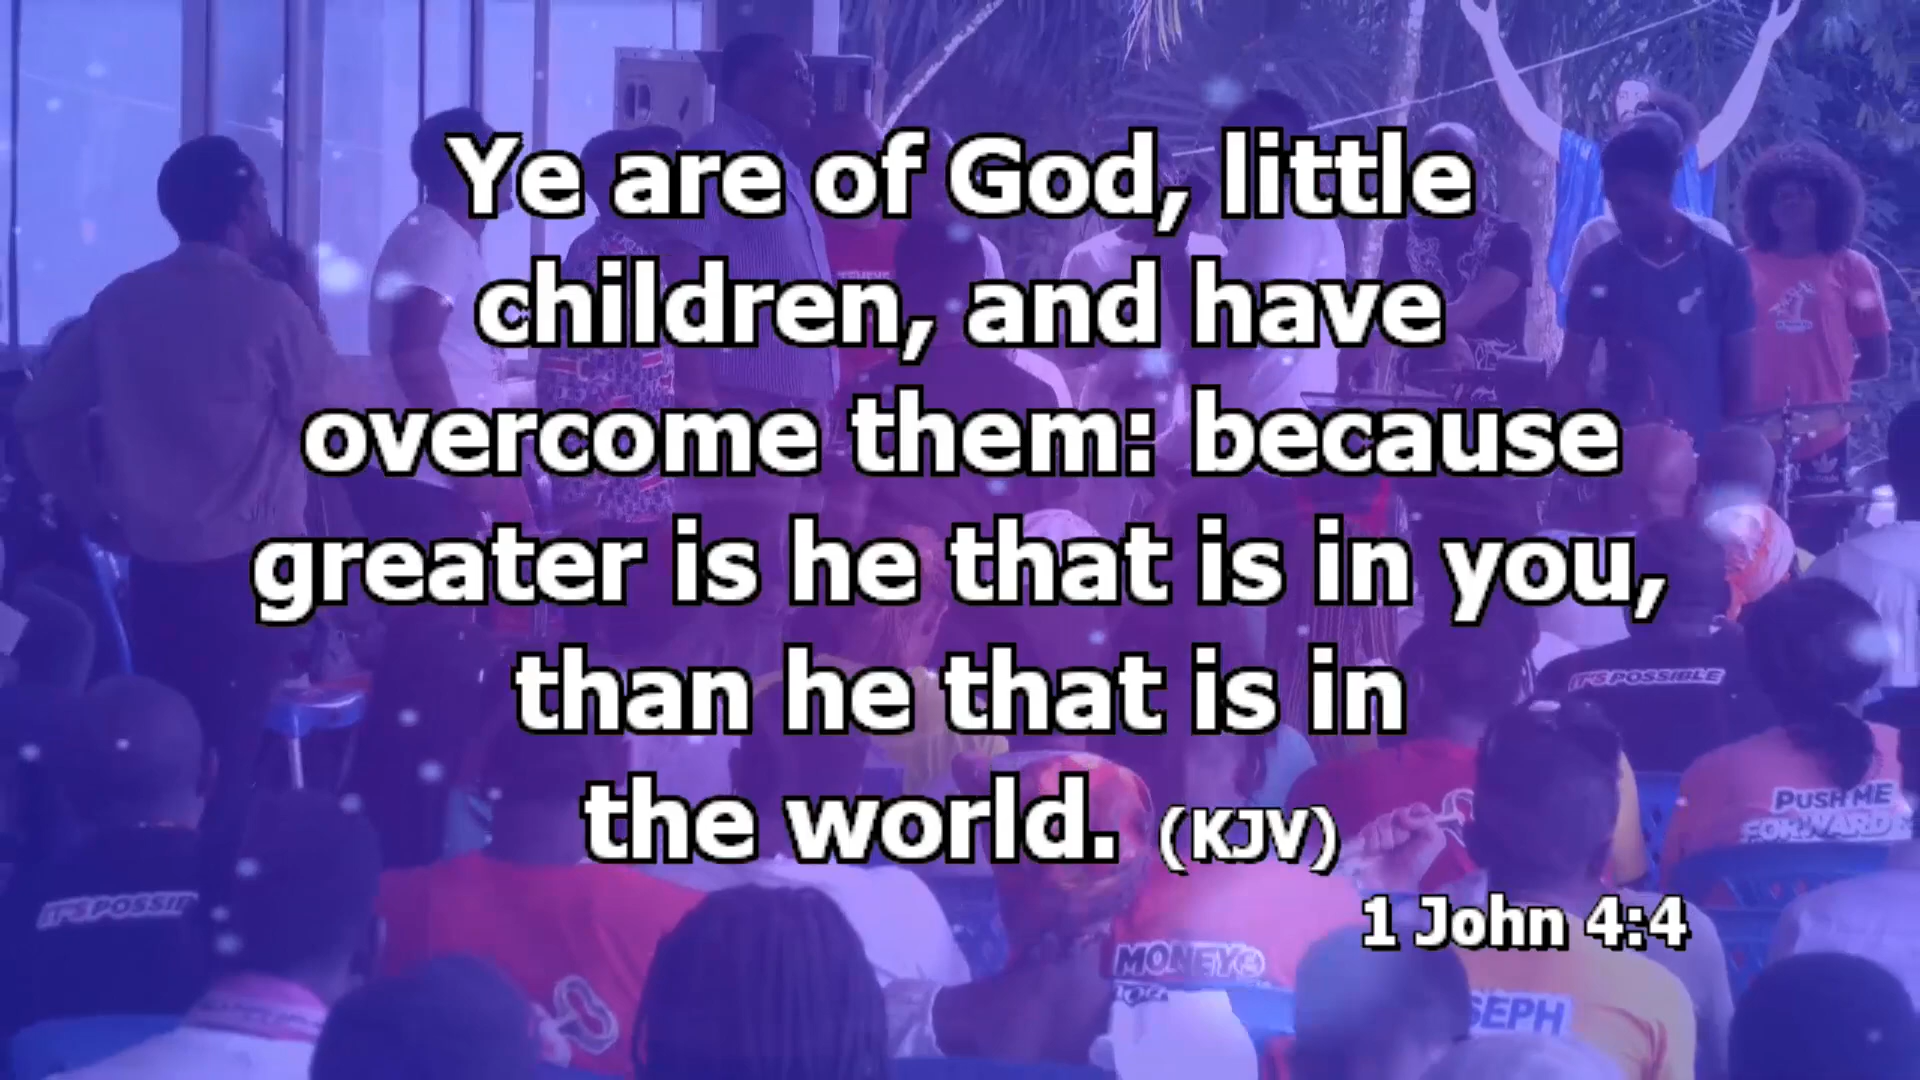 Ye are of God, little
children, and have
overcome them: because
greater is he that is in you,
than he that is in
the world. (KJV)
1 John 4:4
IT'S POSSIBLE
PUSH ME
FORWARD
MONEY